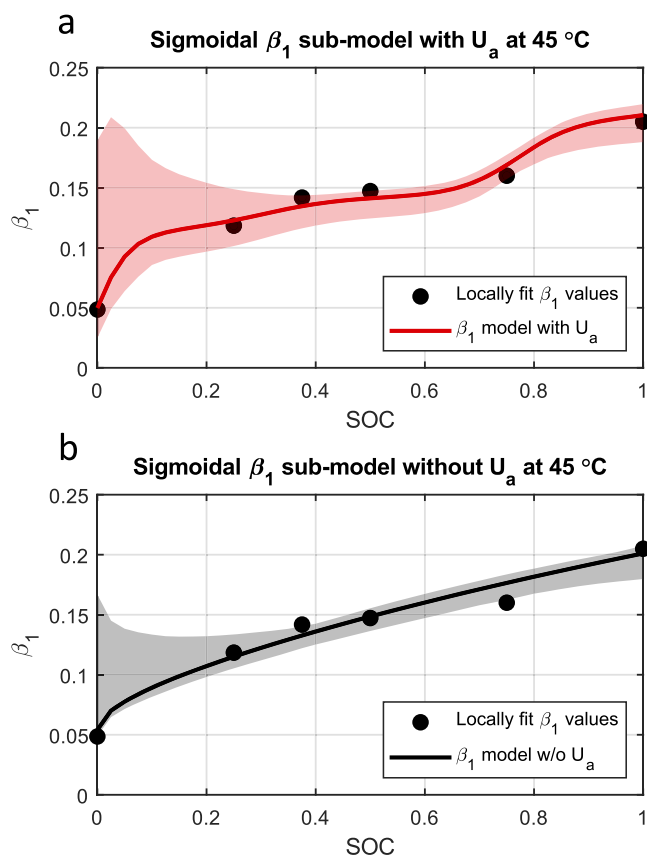 a
Sigmoidal β1 sub-model with Ua at 45 °C
0.25
0.2
0.15
0.1
0.05
0
β1
Locally fit β1 values
β1 model with Ua
0 0.2 0.4 0.6 0.8 1
SOC
b
Sigmoidal β1 sub-model without Ua at 45 °C
0.25
0.2
0.15
0.1
0.05
0
β1
Locally fit β1 values
β1 model w/o Ua
0 0.2 0.4 0.6 0.8 1
SOC